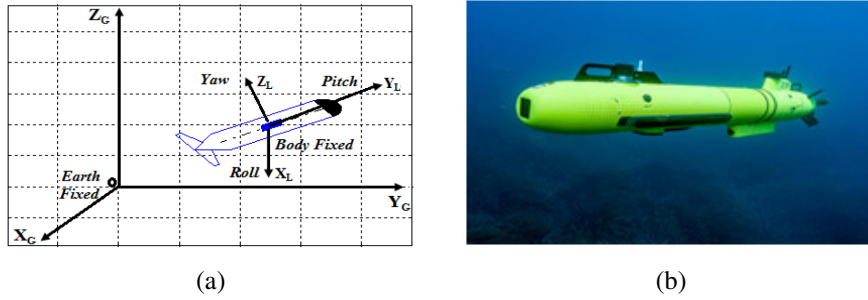 Z_G
Yaw
Z_L
Pitch
Y_L
Body Fixed
Roll
X_L
Earth
Fixed
O
Y_G
X_G
(a)
(b)